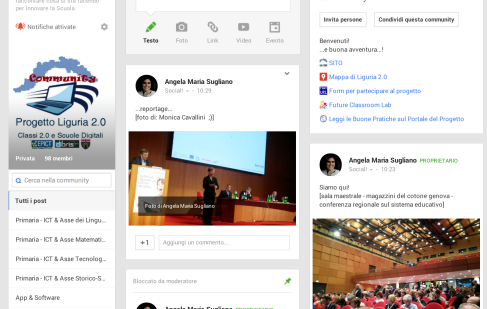 raccontare cosa si sta facendo
per innovare la Scuola
Notifiche attivate
Community
Progetto Liguria 2.0
Classi 2.0 e Scuole Digitali
Privata 98 membri
Cerca nella community
Tutti i post
Primaria - ICT & Asse dei Lingu...
Primaria - ICT & Asse Matemati...
Primaria - ICT & Asse Tecnolog...
Primaria - ICT & Asse Storico-S...
App & Software
Testo
Foto
Link
Video
Evento
Angela Maria Sugliano
Social! - 10:29
...reportage...
[foto di: Monica Cavallini :)]
Foto di Angela Maria Sugliano
+1
Aggiungi un commento...
Bloccato da moderatore
Angela Maria Sugliano
Invita persone
Condividi questa community
Benvenuti!
...e buona avventura...!
SITO
Mappa di Liguria 2.0
Form per partecipare al progetto
Future Classroom Lab
Leggi le Buone Pratiche sul Portale del Progetto
Angela Maria Sugliano PROPRIETARIO
Social! - 10:23
Siamo qui!
[sala maestrale - magazzini del cotone genova -
conferenza regionale sul sistema educativo]